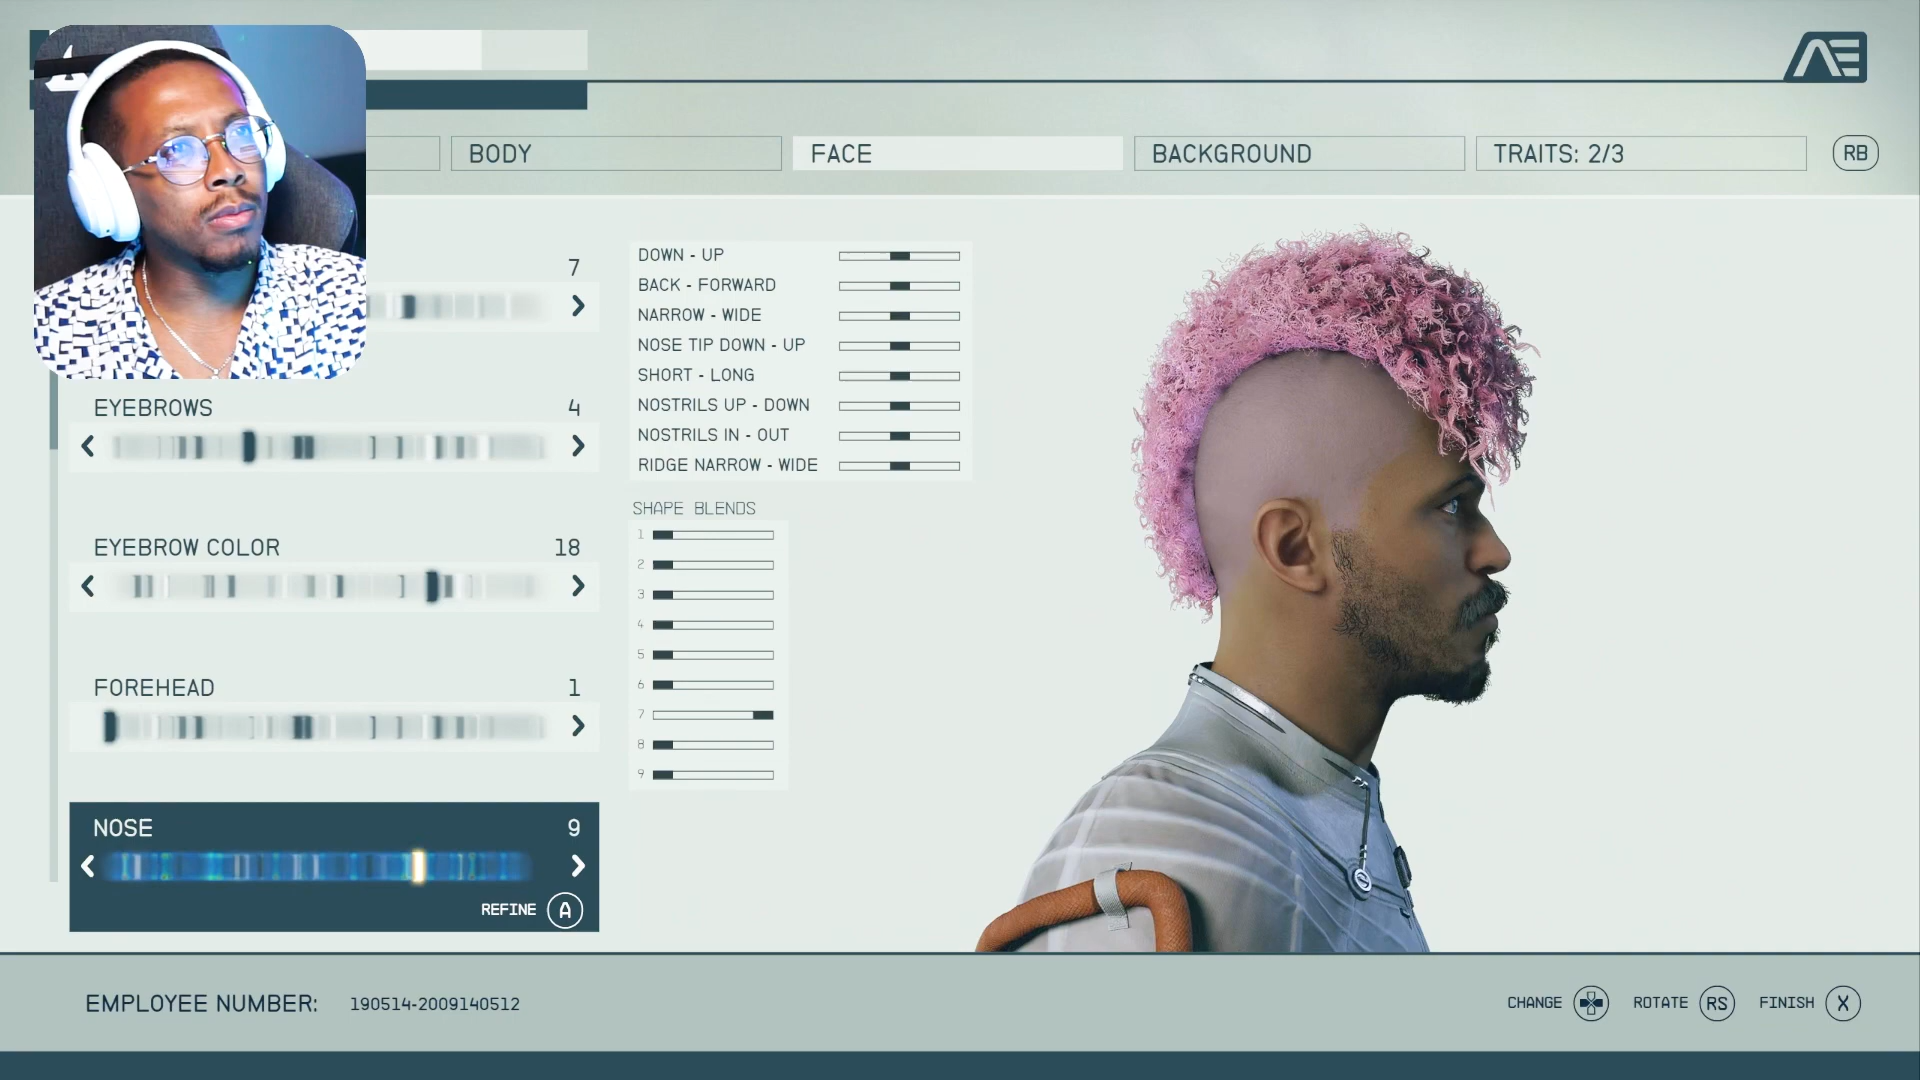 BODY
FACE
BACKGROUND
TRAITS: 2/3
RB
7
EYEBROWS 4
EYEBROW COLOR 18
FOREHEAD 1
NOSE 9
REFINE A
DOWN - UP
BACK - FORWARD
NARROW - WIDE
NOSE TIP DOWN - UP
SHORT - LONG
NOSTRILS UP - DOWN
NOSTRILS IN - OUT
RIDGE NARROW - WIDE
SHAPE BLENDS
1
2
3
4
5
6
7
8
9
EMPLOYEE NUMBER: 190514-2009140512
CHANGE
ROTATE RS
FINISH X
AE